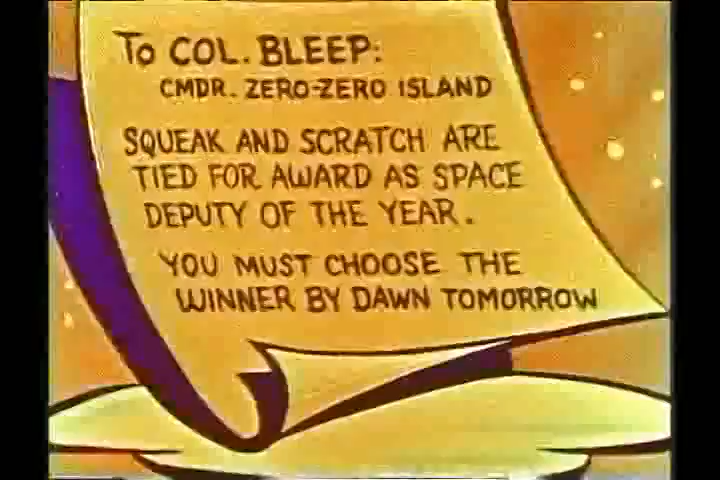 TO COL. BLEEP:
CMDR. ZERO-ZERO ISLAND
SQUEAK AND SCRATCH ARE
TIED FOR AWARD AS SPACE
DEPUTY OF THE YEAR.
YOU MUST CHOOSE THE
WINNER BY DAWN TOMORROW